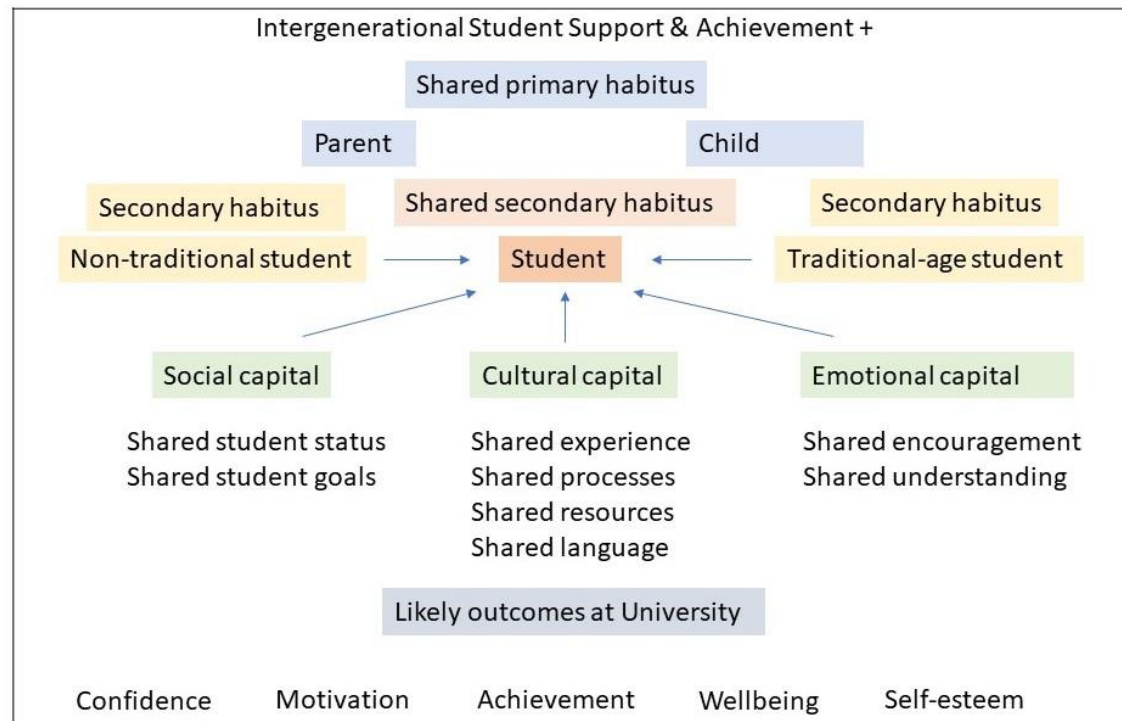 Intergenerational Student Support & Achievement +
Shared primary habitus
Parent
Child
Secondary habitus
Shared secondary habitus
Secondary habitus
Non-traditional student
Student
Traditional-age student
Social capital
Cultural capital
Emotional capital
Shared student status
Shared student goals
Shared experience
Shared processes
Shared resources
Shared language
Shared encouragement
Shared understanding
Likely outcomes at University
Confidence
Motivation
Achievement
Wellbeing
Self-esteem